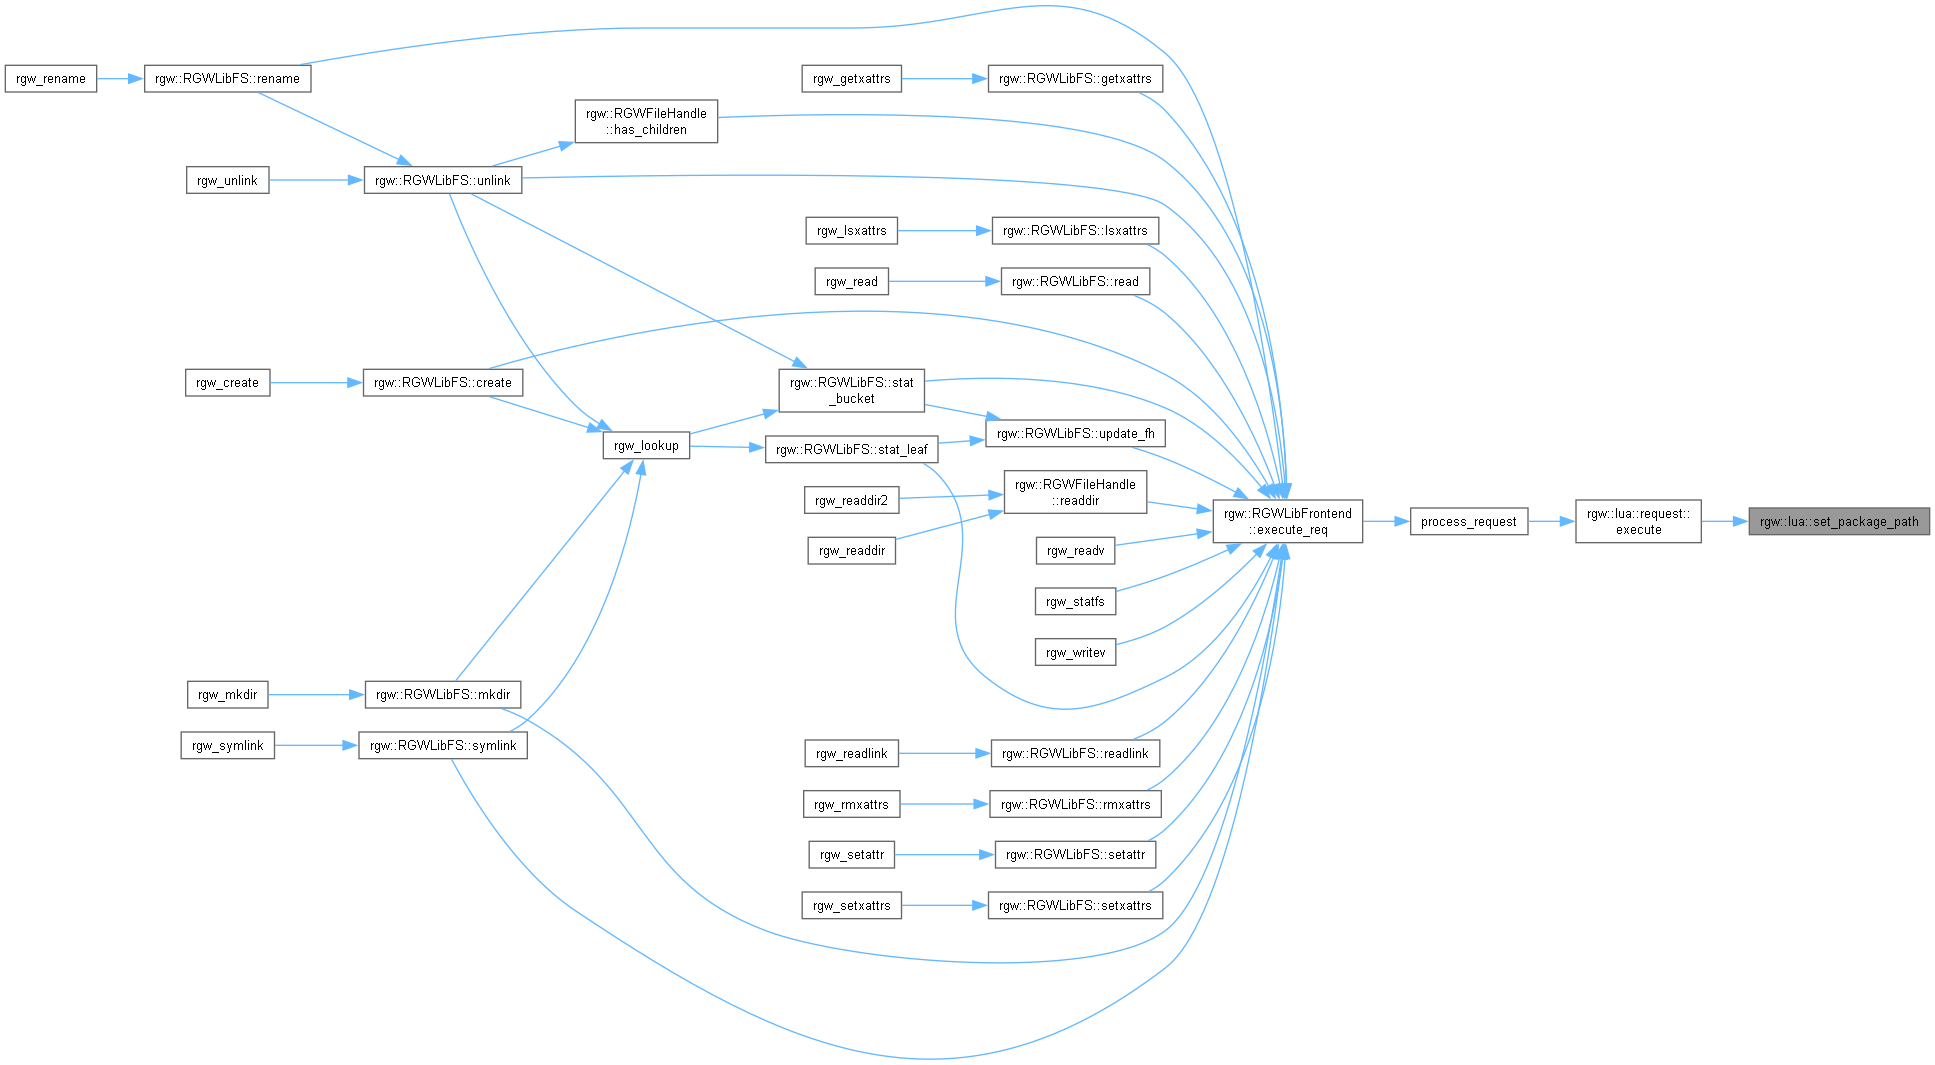 rgw_rename
rgw::RGWLibFS::rename
rgw_getxattrs
rgw::RGWLibFS::getxattrs
rgw::RGWFileHandle
::has_children
rgw_unlink
rgw::RGWLibFS::unlink
rgw_lsxattrs
rgw::RGWLibFS::lsxattrs
rgw_read
rgw::RGWLibFS::read
rgw_create
rgw::RGWLibFS::create
rgw::RGWLibFS::stat
_bucket
rgw_lookup
rgw::RGWLibFS::stat_leaf
rgw::RGWLibFS::update_fh
rgw_readdir2
rgw::RGWFileHandle
::readdir
rgw_readdir
rgw_readv
rgw::RGWLibFrontend
::execute_req
process_request
rgw::lua::request::
execute
rgw::lua::set_package_path
rgw_statfs
rgw_writev
rgw_mkdir
rgw::RGWLibFS::mkdir
rgw_symlink
rgw::RGWLibFS::symlink
rgw_readlink
rgw::RGWLibFS::readlink
rgw_rmxattrs
rgw::RGWLibFS::rmxattrs
rgw_setattr
rgw::RGWLibFS::setattr
rgw_setxattrs
rgw::RGWLibFS::setxattrs